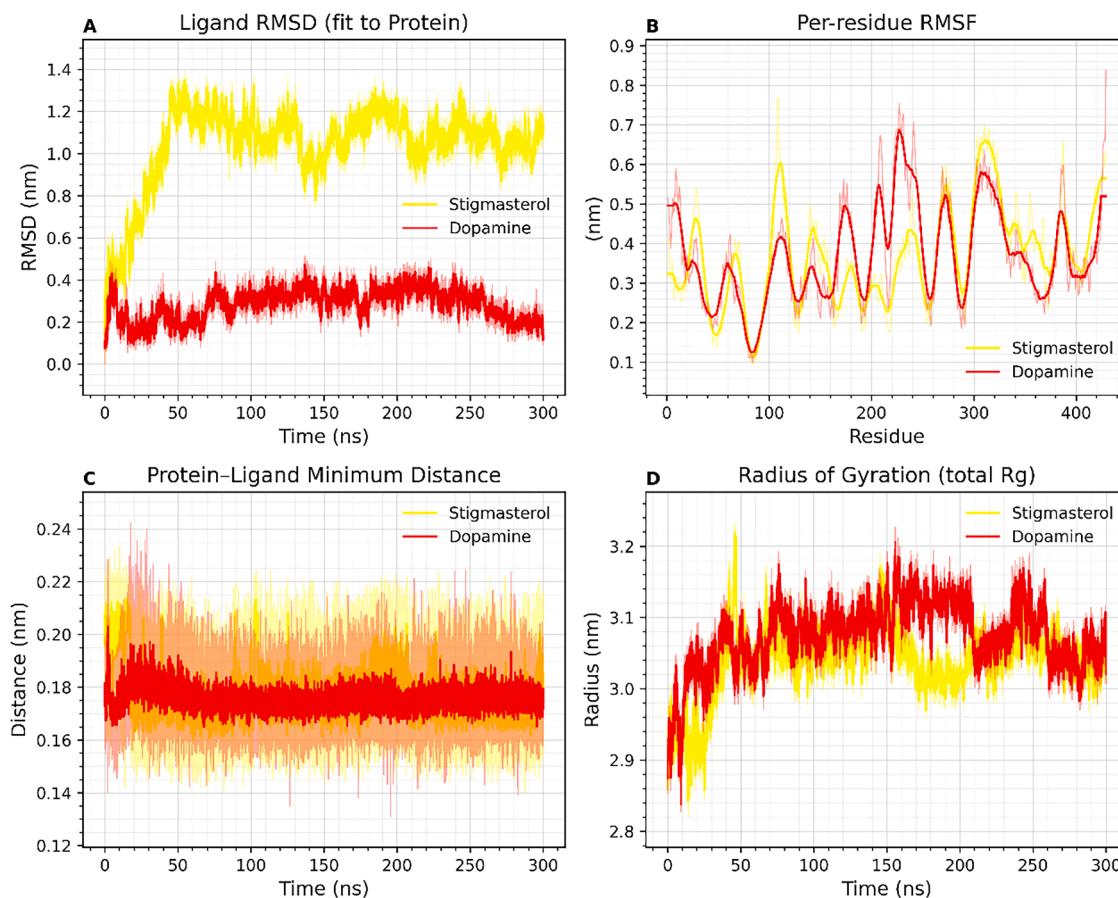 A Ligand RMSD (fit to Protein)
RMSD (nm)
1.4
1.2
1.0
0.8
0.6
0.4
0.2
0.0
Stigmasterol
Dopamine
0 50 100 150 200 250 300
Time (ns)
B Per-residue RMSF
(nm)
0.9
0.8
0.7
0.6
0.5
0.4
0.3
0.2
0.1
Stigmasterol
Dopamine
0 100 200 300 400
Residue
C Protein–Ligand Minimum Distance
Distance (nm)
0.24
0.22
0.20
0.18
0.16
0.14
0.12
Stigmasterol
Dopamine
0 50 100 150 200 250 300
Time (ns)
D Radius of Gyration (total Rg)
Radius (nm)
3.2
3.1
3.0
2.9
2.8
Stigmasterol
Dopamine
0 50 100 150 200 250 300
Time (ns)